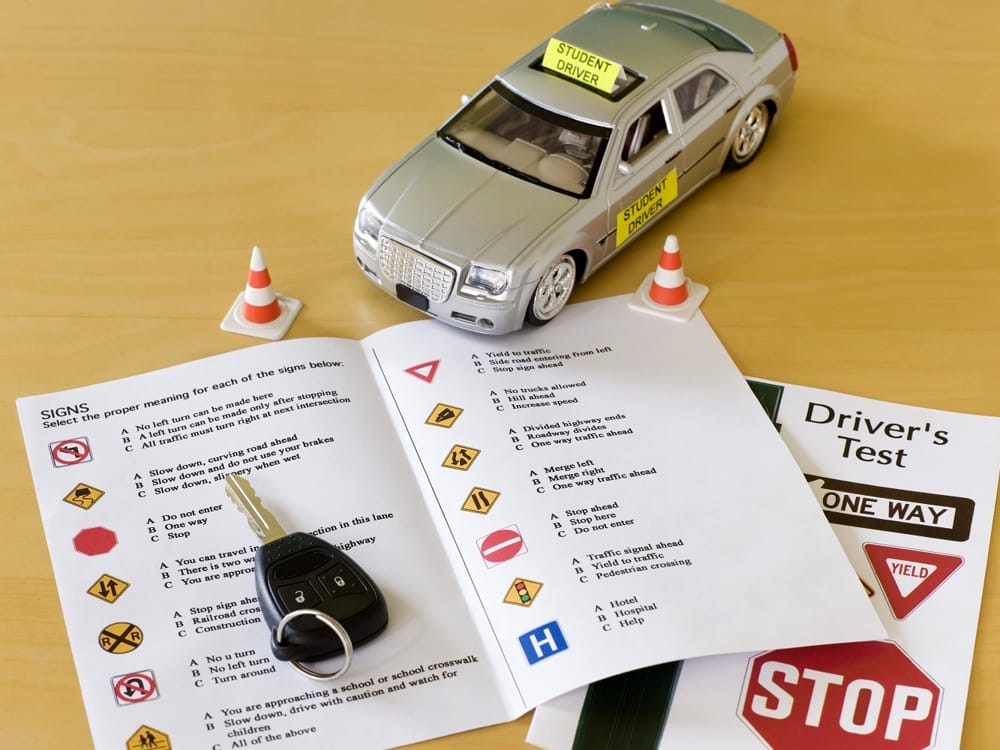 STUDENT
DRIVER
STUDENT
DRIVER
SIGNS
Select the proper meaning for each of the signs below:
A No left turn can be made here
B A left turn can be made only after stopping
C All traffic must turn right at next intersection
A Slow down, curving road ahead
B Slow down and do not use your brakes
C Slow down, slippery when wet
A Do not enter
B One way
C Stop
A You can travel in in this lane
B There is two
C You are
A Stop sign
B Railroad
C Construction
R R
A No u turn
B No left turn
C Turn around
A You are approaching a school or school crosswalk
B Slow down, drive with caution and watch for
children
C All of the above
A Yield to traffic
B Side road entering from left
C Stop sign ahead
A No trucks allowed
B Hill ahead
C Increase speed
A Divided highway ends
B Roadway divides
C One way traffic ahead
A Merge left
B Merge right
C One way traffic ahead
A Stop ahead
B Stop here
C Do not enter
A Traffic signal ahead
B Yield to traffic
C Pedestrian crossing
H
A Hotel
B Hospital
C Help
Driver's
Test
ONE WAY
YIELD
STOP